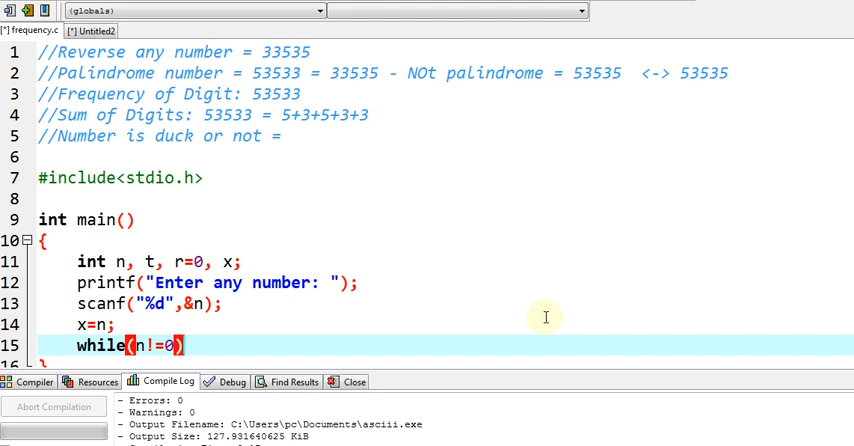 (globals)
[*] frequency.c [*] Untitled2
1 //Reverse any number = 33535
2 //Palindrome number = 53533 = 33535 - NOt palindrome = 53535 <-> 53535
3 //Frequency of Digit: 53533
4 //Sum of Digits: 53533 = 5+3+5+3+3
5 //Number is duck or not =
6
7 #include<stdio.h>
8
9 int main()
10 {
11 int n, t, r=0, x;
12 printf("Enter any number: ");
13 scanf("%d",&n);
14 x=n;
15 while(n!=0)
16 }
Compiler Resources Compile Log Debug Find Results Close
Abort Compilation
- Errors: 0
- Warnings: 0
- Output Filename: C:\Users\pc\Documents\asciii.exe
- Output Size: 127.931640625 KiB